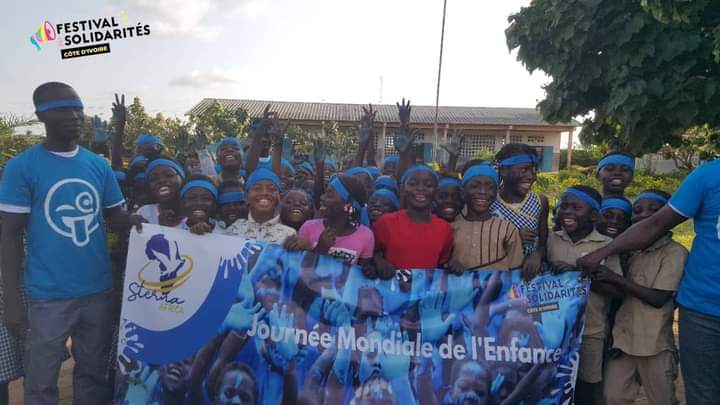 FESTIVAL
SOLIDARITÉS
CÔTE D'IVOIRE
Sterna
AFRICA
FESTIVAL
SOLIDARITÉS
CÔTE D'IVOIRE
Journée Mondiale de l'Enfance